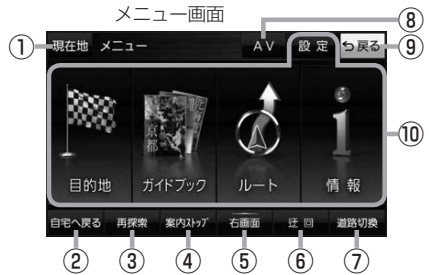 メニュー画面
⑧
① 現在地 メニュー AV 設定 戻る ⑨
⑩
京都
目的地 ガイドブック ルート 情報
自宅へ戻る 再探索 案内ストップ 右画面 迂回 道路切換
② ③ ④ ⑤ ⑥ ⑦